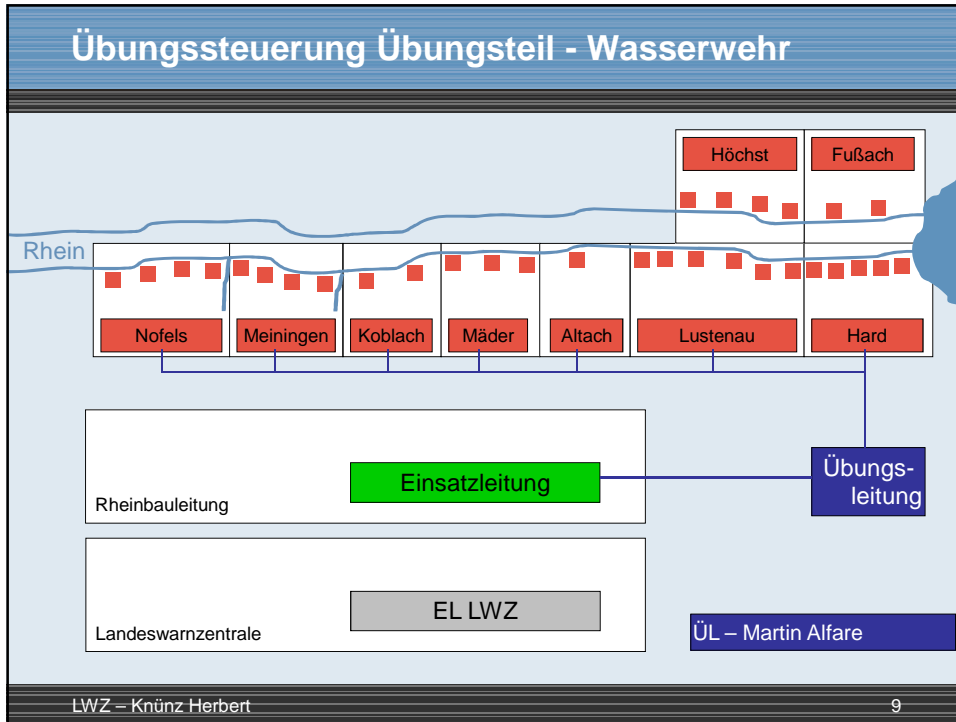 Übungssteuerung Übungsteil - Wasserwehr
Höchst
Fußach
Rhein
Nofels
Meiningen
Koblach
Mäder
Altach
Lustenau
Hard
Einsatzleitung
Rheinbauleitung
Übungs-
leitung
EL LWZ
Landeswarnzentrale
ÜL – Martin Alfare
LWZ – Knünz Herbert
9